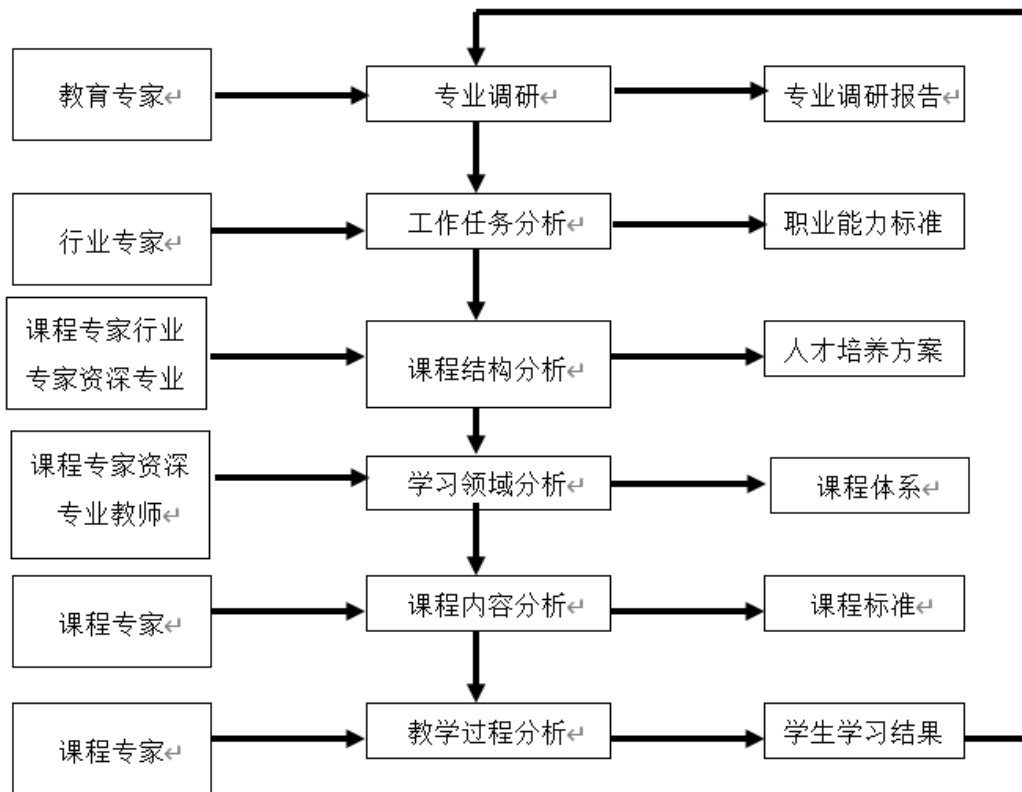 教育专家
专业调研
专业调研报告
行业专家
工作任务分析
职业能力标准
课程专家行业
专家资深专业
课程结构分析
人才培养方案
课程专家资深
专业教师
学习领域分析
课程体系
课程专家
课程内容分析
课程标准
课程专家
教学过程分析
学生学习结果